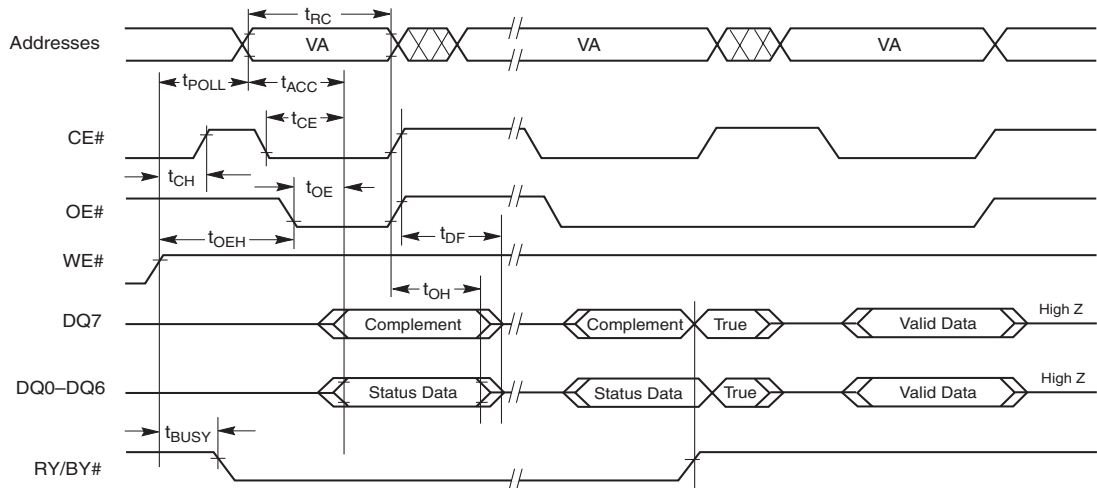 tRC
Addresses VA VA VA
tPOLL tACC
tCE
CE#
tCH
tOE
OE#
tDF
tOEH
WE#
tOH
High Z
DQ7 Complement Complement True Valid Data
High Z
DQ0–DQ6 Status Data Status Data True Valid Data
tBUSY
RY/BY#